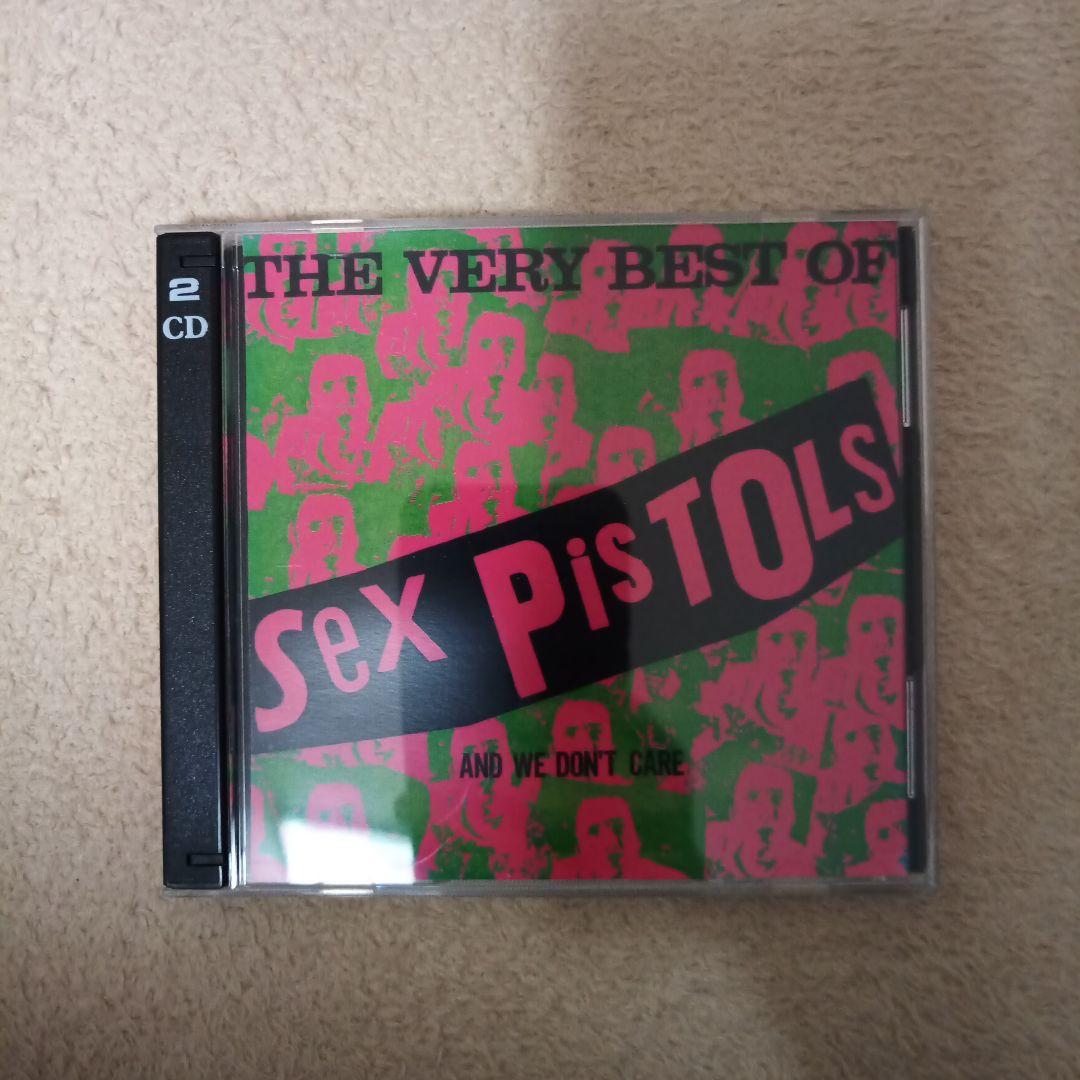 2
CD
THE VERY BEST OF
Sex PisTOLS
AND WE DON'T CARE